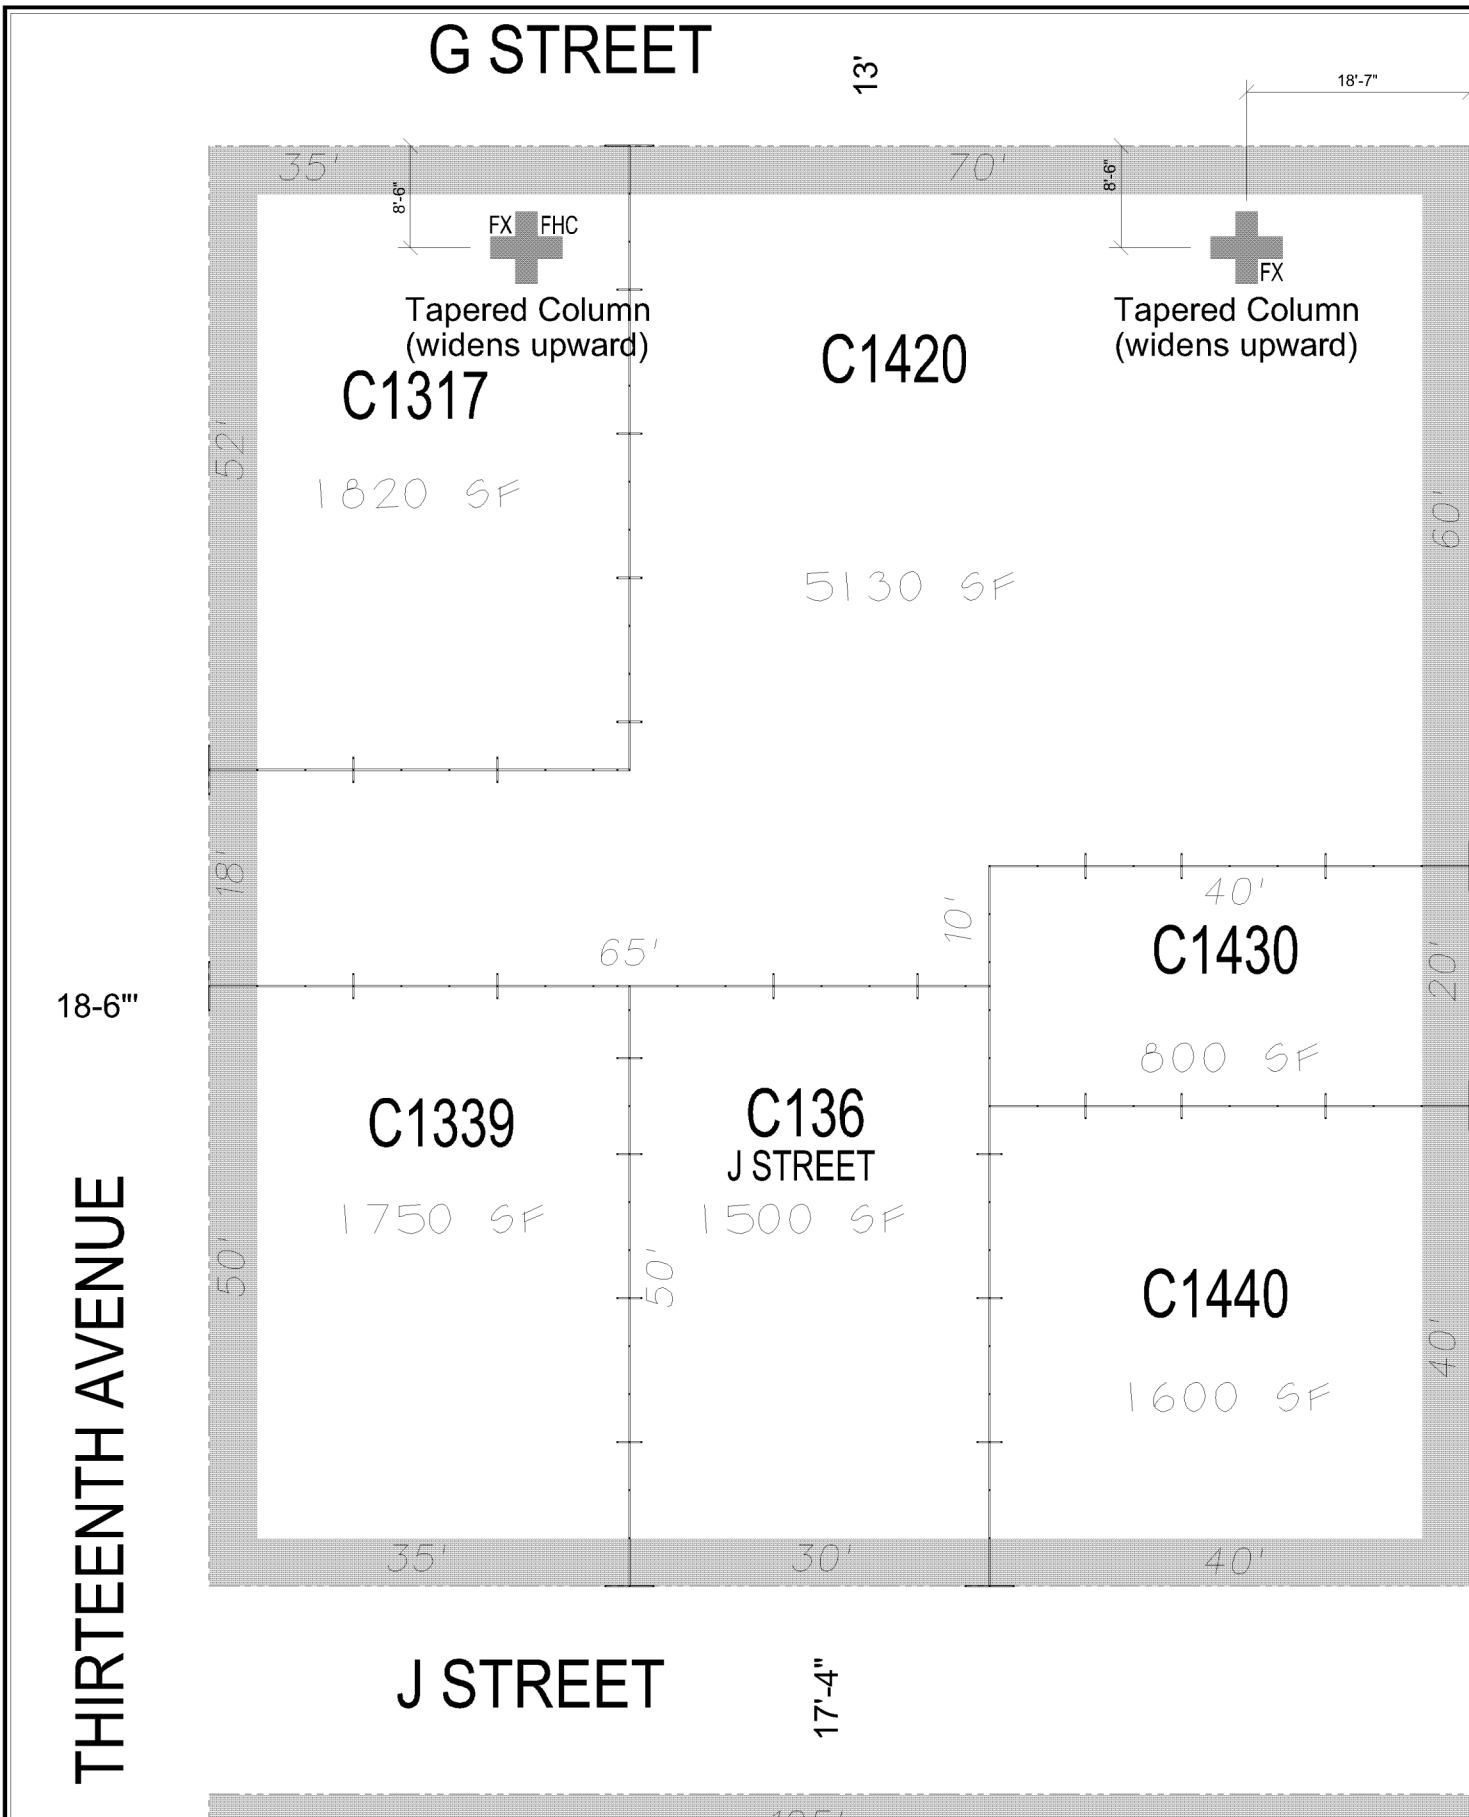 G STREET
13'
18'-7"
35'
70'
8'-6"
8'-6"
FX FHC
FX
Tapered Column
(widens upward)
Tapered Column
(widens upward)
C1317
C1420
52'
1820 SF
60'
5130 SF
18'
65'
10'
40'
C1430
20'
18-6"'
800 SF
C1339
C136
J STREET
1750 SF
1500 SF
50'
50'
C1440
40'
1600 SF
THIRTEENTH AVENUE
35'
30'
40'
J STREET
17'-4"